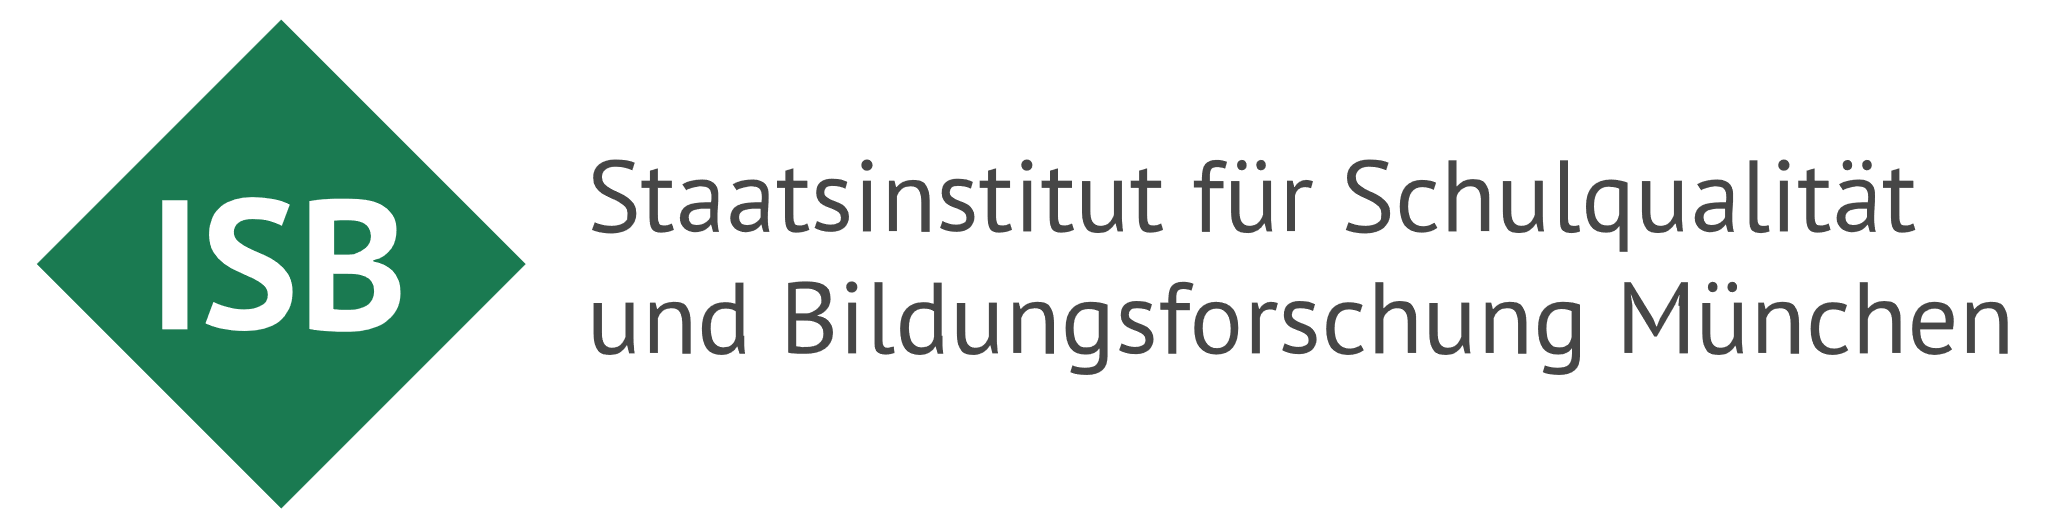 ISB
Staatsinstitut für Schulqualität
und Bildungsforschung München